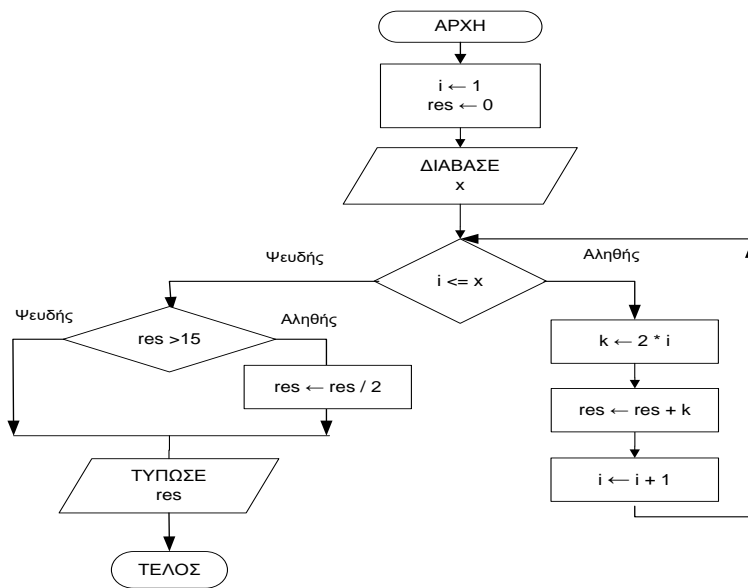 ΑΡΧΗ
i ← 1
res ← 0
ΔΙΑΒΑΣΕ
x
Ψευδής
Αληθής
i <= x
Ψευδής
Αληθής
res >15
k ← 2 * i
res ← res / 2
res ← res + k
ΤΥΠΩΣΕ
res
i ← i + 1
ΤΕΛΟΣ